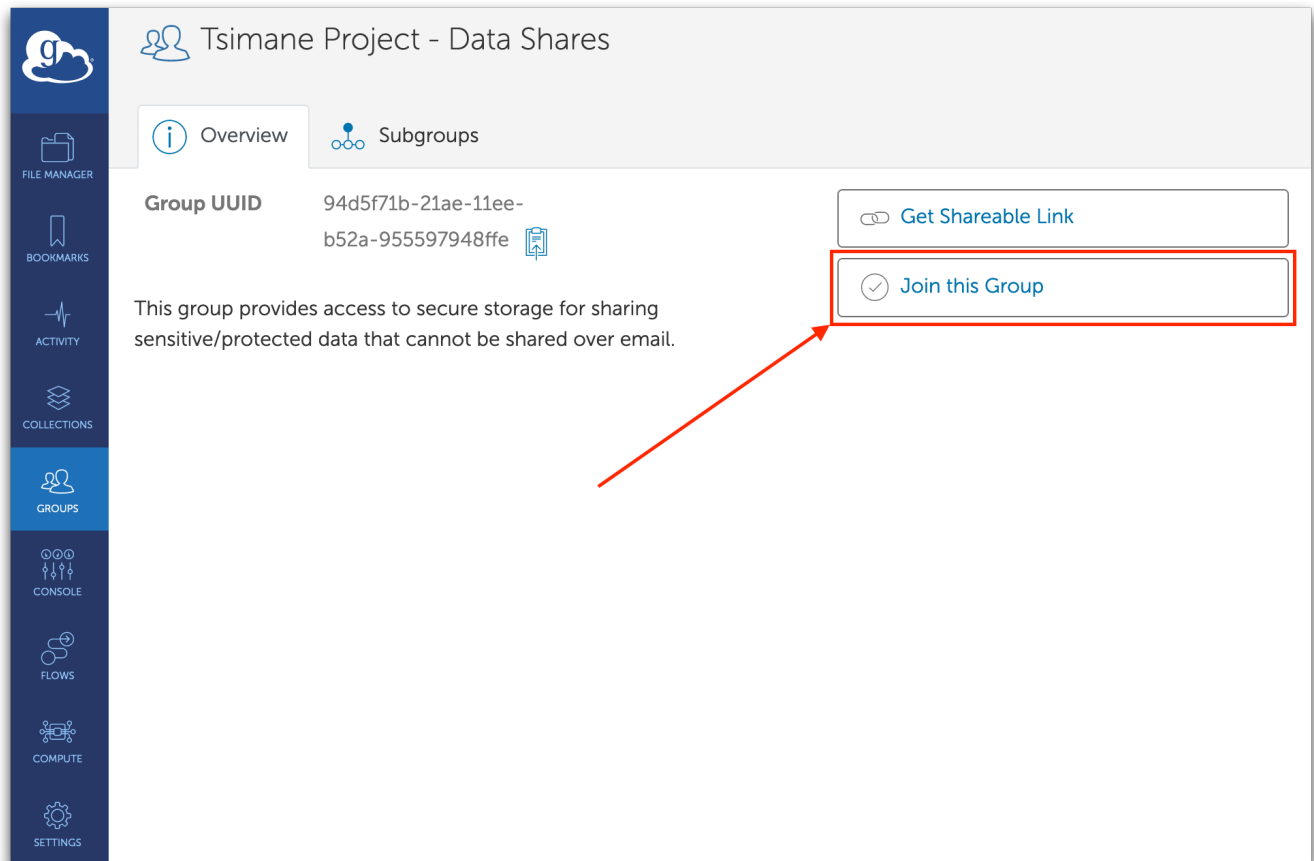 g
Tsimane Project - Data Shares
Overview
Subgroups
FILE MANAGER
BOOKMARKS
ACTIVITY
COLLECTIONS
GROUPS
CONSOLE
FLOWS
COMPUTE
SETTINGS
Group UUID
94d5f71b-21ae-11ee-
b52a-955597948ffe
This group provides access to secure storage for sharing
sensitive/protected data that cannot be shared over email.
Get Shareable Link
Join this Group